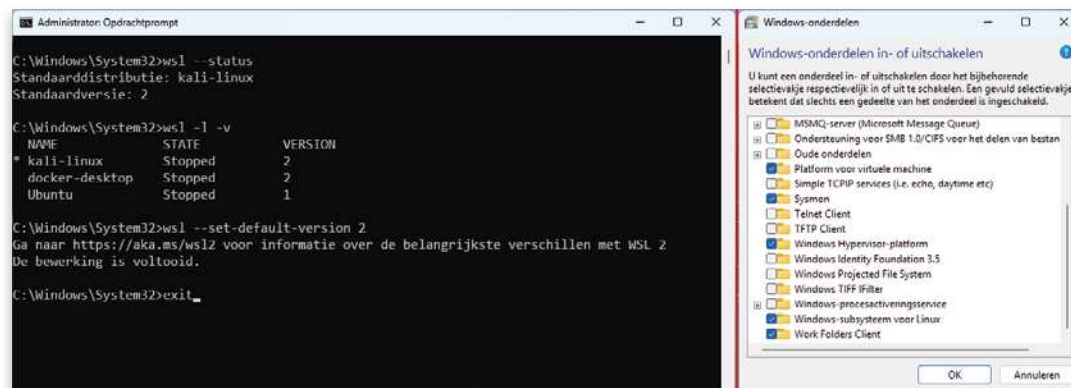 Administrator: Opdrachtprompt
C:\Windows\System32>wsl --status
Standaarddistributie: kali-linux
Standaardversie: 2
C:\Windows\System32>wsl -l -v
NAME STATE VERSION
* kali-linux Stopped 2
docker-desktop Stopped 2
Ubuntu Stopped 1
C:\Windows\System32>wsl --set-default-version 2
Ga naar https://aka.ms/wsl2 voor informatie over de belangrijkste verschillen met WSL 2
De bewerking is voltooid.
C:\Windows\System32>exit
Windows-onderdelen
Windows-onderdelen in- of uitschakelen
U kunt een onderdeel in- of uitschakelen door het bijbehorende
selectievakje respectievelijk in of uit te schakelen. Een gevuld selectievakje
betekent dat slechts een gedeelte van het onderdeel is ingeschakeld.
MSMQ-server (Microsoft Message Queue)
Ondersteuning voor SMB 1.0/CIFS voor het delen van bestan
Oude onderdelen
Platform voor virtuele machine
Simple TCPIP services (i.e. echo, daytime etc)
Sysmon
Telnet Client
TFTP Client
Windows Hypervisor-platform
Windows Identity Foundation 3.5
Windows Projected File System
Windows TIFF IFilter
Windows-procesactiveringsservice
Windows-subsysteem voor Linux
Work Folders Client
OK
Annuleren